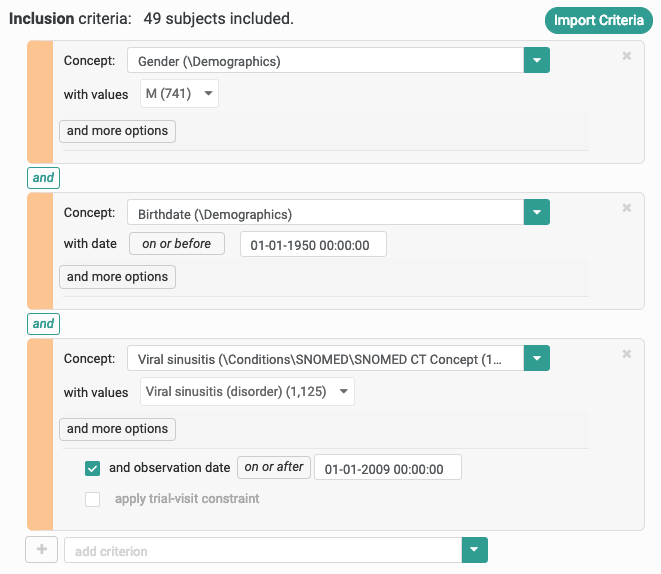 Inclusion criteria: 49 subjects included.
Import Criteria
Concept: Gender (\Demographics)
with values M (741)
and more options
and
Concept: Birthdate (\Demographics)
with date on or before 01-01-1950 00:00:00
and more options
and
Concept: Viral sinusitis (\Conditions\SNOMED\SNOMED CT Concept (1...
with values Viral sinusitis (disorder) (1,125)
and more options
and observation date on or after 01-01-2009 00:00:00
apply trial-visit constraint
add criterion